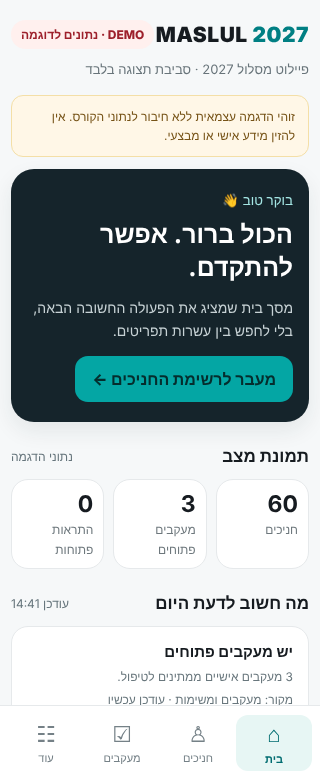 MASLUL 2027
DEMO · נתונים לדוגמה
פיילוט מסלול 2027 · סביבת תצוגה בלבד
זוהי הדגמה עצמאית ללא חיבור לנתוני הקורס. אין
להזין מידע אישי או מבצעי.
בוקר טוב 👋
הכול ברור. אפשר
להתקדם.
מסך בית שמציג את הפעולה החשובה הבאה,
בלי לחפש בין עשרות תפריטים.
מעבר לרשימת החניכים ←
תמונת מצב
נתוני הדגמה
60
חניכים
3
מעקבים
פתוחים
0
התראות
פתוחות
מה חשוב לדעת היום
עודכן 14:41
יש מעקבים פתוחים
3 מעקבים אישיים ממתינים לטיפול.
מקור: מעקבים ומשימות · עודכן עכשיו
בית
חניכים
מעקבים
עוד